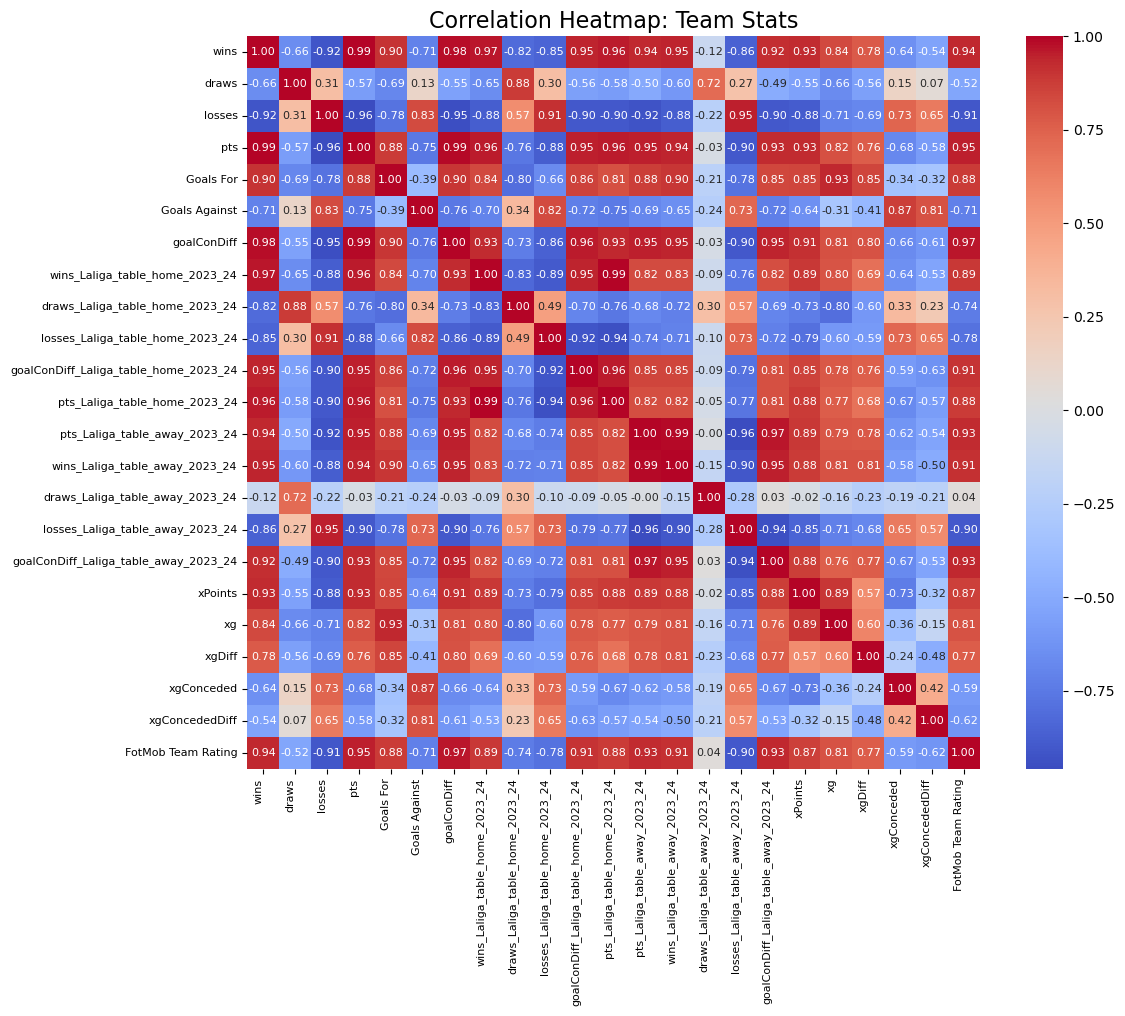 Correlation Heatmap: Team Stats
wins 1.00 -0.66 -0.92 0.99 0.90 -0.71 0.98 0.97 -0.82 -0.85 0.95 0.96 0.94 0.95 -0.12 -0.86 0.92 0.93 0.84 0.78 -0.64 -0.54 0.94
draws -0.66 1.00 0.31 -0.57 -0.69 0.13 -0.55 -0.65 0.88 0.30 -0.56 -0.58 -0.50 -0.60 0.72 0.27 -0.49 -0.55 -0.66 -0.56 0.15 0.07 -0.52
losses -0.92 0.31 1.00 -0.96 -0.78 0.83 -0.95 -0.88 0.57 0.91 -0.90 -0.90 -0.92 -0.88 -0.22 0.95 -0.90 -0.88 -0.71 -0.69 0.73 0.65 -0.91
pts 0.99 -0.57 -0.96 1.00 0.88 -0.75 0.99 0.96 -0.76 -0.88 0.95 0.96 0.95 0.94 -0.03 -0.90 0.93 0.93 0.82 0.76 -0.68 -0.58 0.95
Goals For 0.90 -0.69 -0.78 0.88 1.00 -0.39 0.90 0.84 -0.80 -0.66 0.86 0.81 0.88 0.90 -0.21 -0.78 0.85 0.85 0.93 0.85 -0.34 -0.32 0.88
Goals Against -0.71 0.13 0.83 -0.75 -0.39 1.00 -0.76 -0.70 0.34 0.82 -0.72 -0.75 -0.69 -0.65 -0.24 0.73 -0.72 -0.64 -0.31 -0.41 0.87 0.81 -0.71
goalConDiff 0.98 -0.55 -0.95 0.99 0.90 -0.76 1.00 0.93 -0.73 -0.86 0.96 0.93 0.95 0.95 -0.03 -0.90 0.95 0.91 0.81 0.80 -0.66 -0.61 0.97
wins_Laliga_table_home_2023_24 0.97 -0.65 -0.88 0.96 0.84 -0.70 0.93 1.00 -0.83 -0.89 0.95 0.99 0.82 0.83 -0.09 -0.76 0.82 0.89 0.80 0.69 -0.64 -0.53 0.89
draws_Laliga_table_home_2023_24 -0.82 0.88 0.57 -0.76 -0.80 0.34 -0.73 -0.83 1.00 0.49 -0.70 -0.76 -0.68 -0.72 0.30 0.57 -0.69 -0.73 -0.80 -0.60 0.33 0.23 -0.74
losses_Laliga_table_home_2023_24 -0.85 0.30 0.91 -0.88 -0.66 0.82 -0.86 -0.89 0.49 1.00 -0.92 -0.94 -0.74 -0.71 -0.10 0.73 -0.72 -0.79 -0.60 -0.59 0.73 0.65 -0.78
goalConDiff_Laliga_table_home_2023_24 0.95 -0.56 -0.90 0.95 0.86 -0.72 0.96 0.95 -0.70 -0.92 1.00 0.96 0.85 0.85 -0.09 -0.79 0.81 0.85 0.78 0.76 -0.59 -0.63 0.91
pts_Laliga_table_home_2023_24 0.96 -0.58 -0.90 0.96 0.81 -0.75 0.93 0.99 -0.76 -0.94 0.96 1.00 0.82 0.82 -0.05 -0.77 0.81 0.88 0.77 0.68 -0.67 -0.57 0.88
pts_Laliga_table_away_2023_24 0.94 -0.50 -0.92 0.95 0.88 -0.69 0.95 0.82 -0.68 -0.74 0.85 0.82 1.00 0.99 -0.00 -0.96 0.97 0.89 0.79 0.78 -0.62 -0.54 0.93
wins_Laliga_table_away_2023_24 0.95 -0.60 -0.88 0.94 0.90 -0.65 0.95 0.83 -0.72 -0.71 0.85 0.82 0.99 1.00 -0.15 -0.90 0.95 0.88 0.81 0.81 -0.58 -0.50 0.91
draws_Laliga_table_away_2023_24 -0.12 0.72 -0.22 -0.03 -0.21 -0.24 -0.03 -0.09 0.30 -0.10 -0.09 -0.05 -0.00 -0.15 1.00 -0.28 0.03 -0.02 -0.16 -0.23 -0.19 -0.21 0.04
losses_Laliga_table_away_2023_24 -0.86 0.27 0.95 -0.90 -0.78 0.73 -0.90 -0.76 0.57 0.73 -0.79 -0.77 -0.96 -0.90 -0.28 1.00 -0.94 -0.85 -0.71 -0.68 0.65 0.57 -0.90
goalConDiff_Laliga_table_away_2023_24 0.92 -0.49 -0.90 0.93 0.85 -0.72 0.95 0.82 -0.69 -0.72 0.81 0.81 0.97 0.95 0.03 -0.94 1.00 0.88 0.76 0.77 -0.67 -0.53 0.93
xPoints 0.93 -0.55 -0.88 0.93 0.85 -0.64 0.91 0.89 -0.73 -0.79 0.85 0.88 0.89 0.88 -0.02 -0.85 0.88 1.00 0.89 0.57 -0.73 -0.32 0.87
xg 0.84 -0.66 -0.71 0.82 0.93 -0.31 0.81 0.80 -0.80 -0.60 0.78 0.77 0.79 0.81 -0.16 -0.71 0.76 0.89 1.00 0.60 -0.36 -0.15 0.81
xgDiff 0.78 -0.56 -0.69 0.76 0.85 -0.41 0.80 0.69 -0.60 -0.59 0.76 0.68 0.78 0.81 -0.23 -0.68 0.77 0.57 0.60 1.00 -0.24 -0.48 0.77
xgConceded -0.64 0.15 0.73 -0.68 -0.34 0.87 -0.66 -0.64 0.33 0.73 -0.59 -0.67 -0.62 -0.58 -0.19 0.65 -0.67 -0.73 -0.36 -0.24 1.00 0.42 -0.59
xgConcededDiff -0.54 0.07 0.65 -0.58 -0.32 0.81 -0.61 -0.53 0.23 0.65 -0.63 -0.57 -0.54 -0.50 -0.21 0.57 -0.53 -0.32 -0.15 -0.48 0.42 1.00 -0.62
FotMob Team Rating 0.94 -0.52 -0.91 0.95 0.88 -0.71 0.97 0.89 -0.74 -0.78 0.91 0.88 0.93 0.91 0.04 -0.90 0.93 0.87 0.81 0.77 -0.59 -0.62 1.00
wins
draws
losses
pts
Goals For
Goals Against
goalConDiff
wins_Laliga_table_home_2023_24
draws_Laliga_table_home_2023_24
losses_Laliga_table_home_2023_24
goalConDiff_Laliga_table_home_2023_24
pts_Laliga_table_home_2023_24
pts_Laliga_table_away_2023_24
wins_Laliga_table_away_2023_24
draws_Laliga_table_away_2023_24
losses_Laliga_table_away_2023_24
goalConDiff_Laliga_table_away_2023_24
xPoints
xg
xgDiff
xgConceded
xgConcededDiff
FotMob Team Rating
1.00
0.75
0.50
0.25
0.00
−0.25
−0.50
−0.75